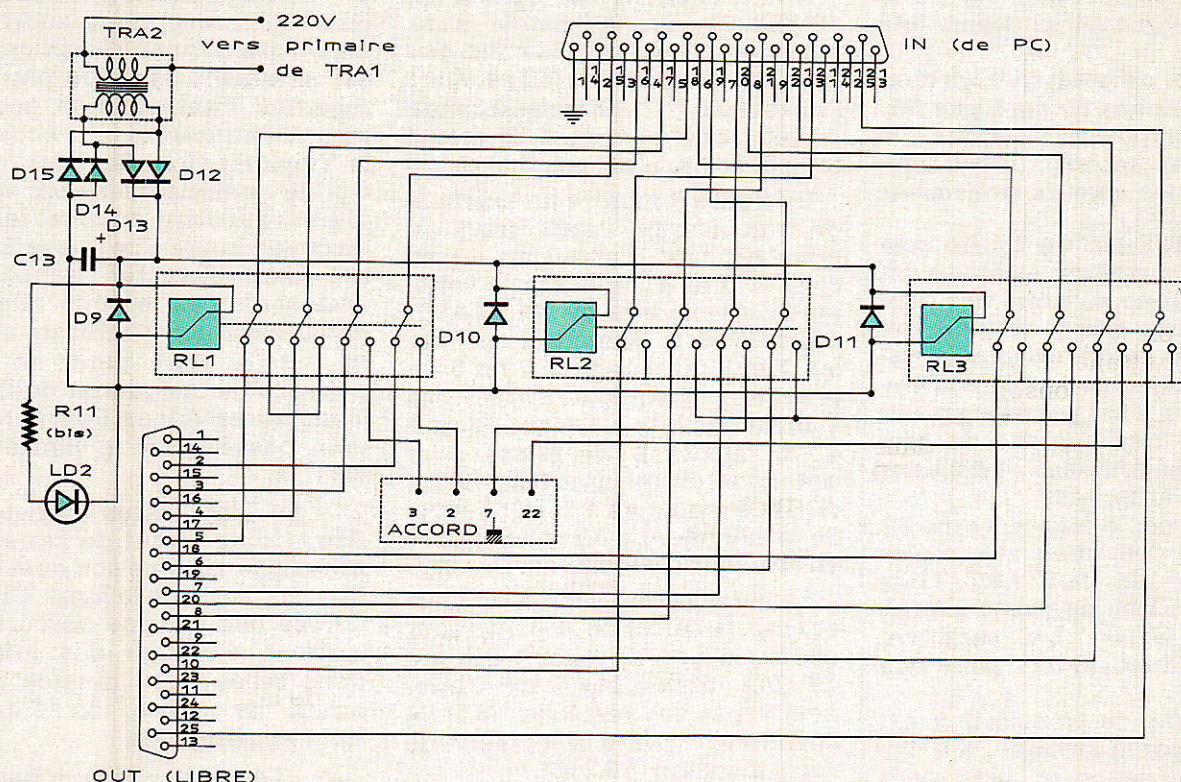 TRA2
220V
vers primaire
de TRA1
IN (de PC)
1 14 2 15 3 16 4 17 5 18 6 19 7 20 8 21 9 22 10 23 11 24 12 25 13
D15
D12
D14
D13
+
C13
D9
RL1
D10
RL2
D11
RL3
R11
(bis)
LD2
1
14
2
15
3
16
4
17
5
18
6
19
7
20
8
21
9
22
10
23
11
24
12
25
13
3 2 7 22
ACCORD
OUT (LIBRE)